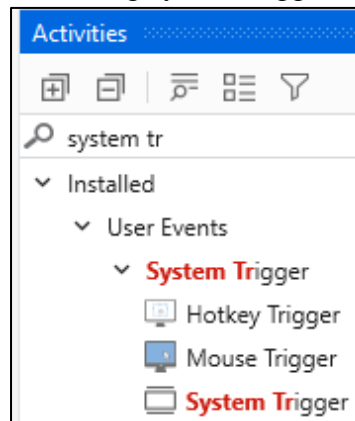 Activities
system tr
Installed
User Events
System Trigger
Hotkey Trigger
Mouse Trigger
System Trigger